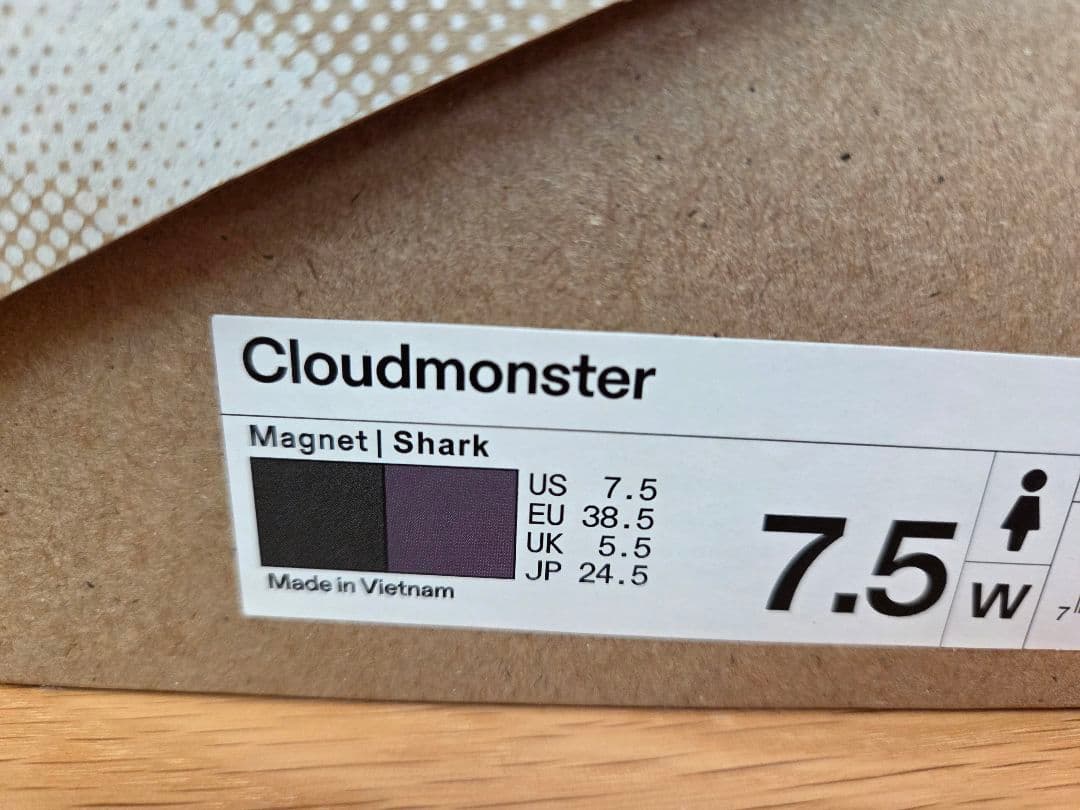 Cloudmonster
Magnet | Shark
US 7.5
EU 38.5
UK 5.5
JP 24.5
Made in Vietnam
7.5
W